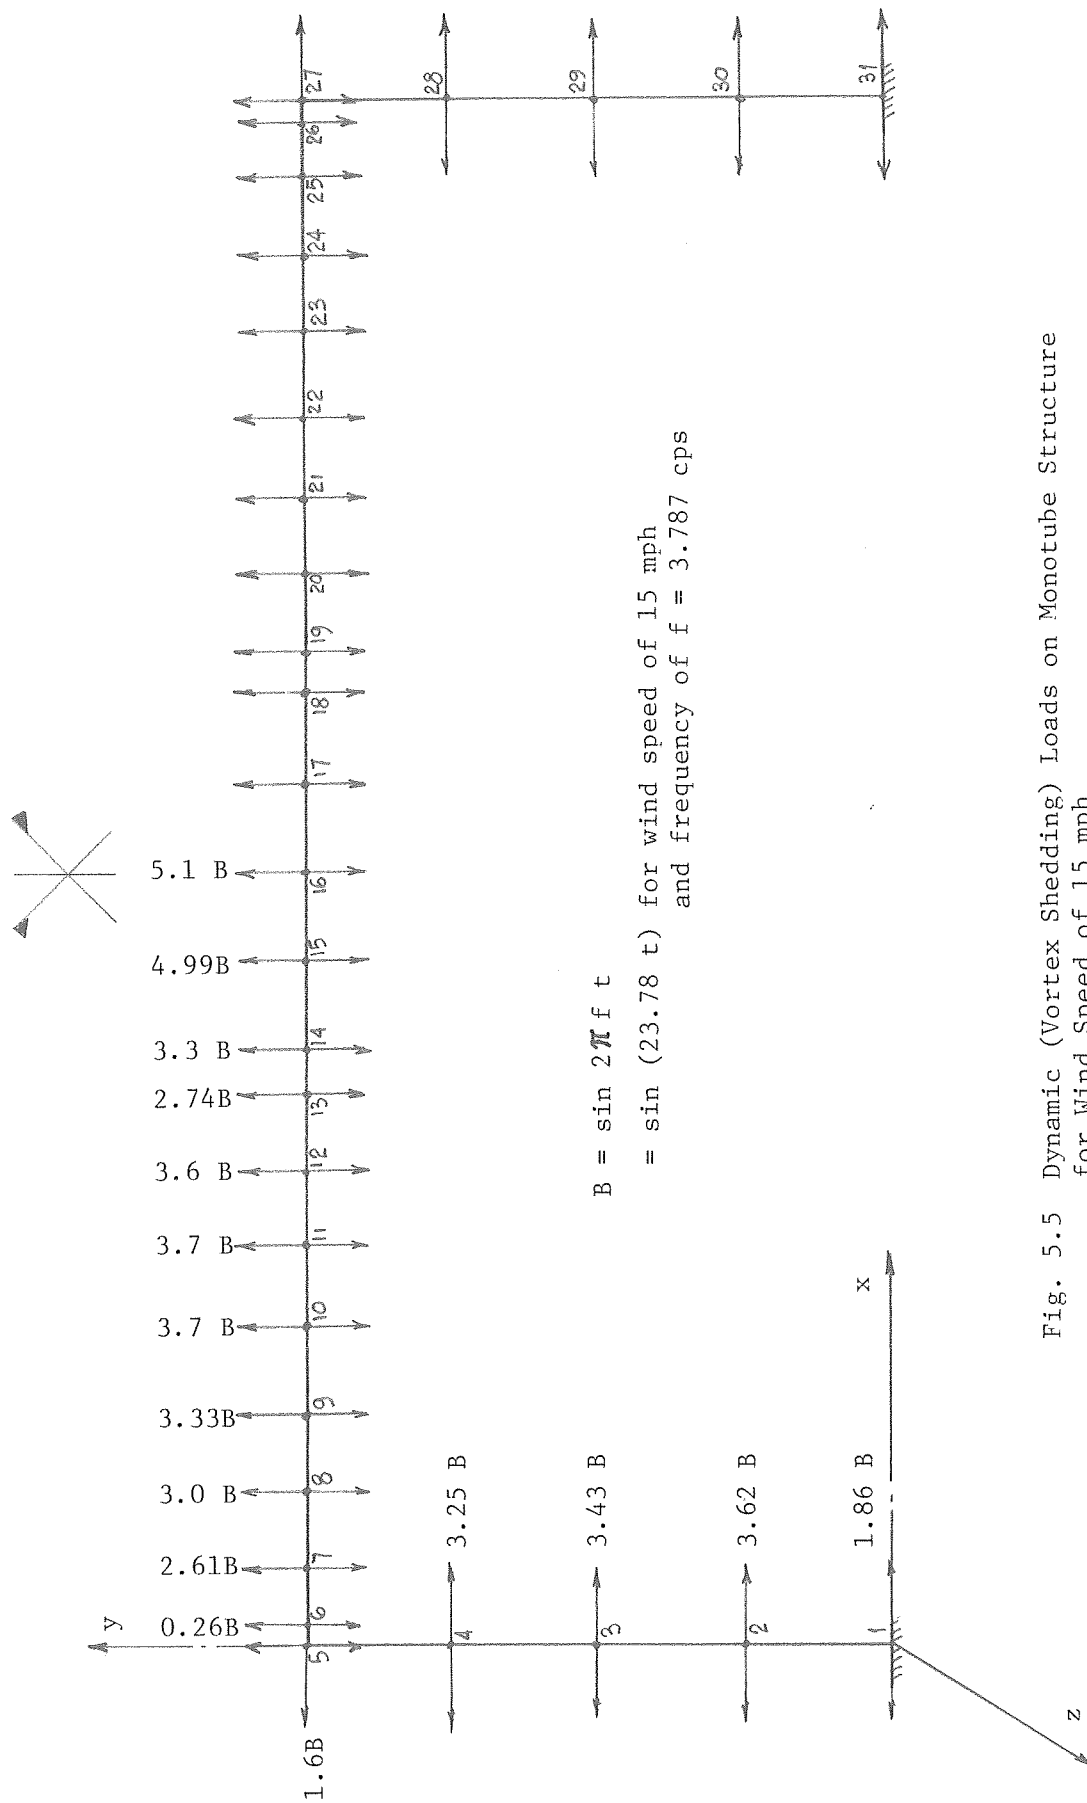 y
0.26B
2.61B
3.0 B
3.33B
3.7 B
3.7 B
3.6 B
2.74B
3.3 B
4.99B
5.1 B
1.6B
5
6
7
8
9
10
11
12
13
14
15
16
17
18
19
20
21
22
23
24
25
26
27
4
3.25 B
28
3
3.43 B
29
2
3.62 B
30
1
1.86 B
31
x
z
B = sin 2π f t
= sin (23.78 t) for wind speed of 15 mph
and frequency of f = 3.787 cps
Fig. 5.5 Dynamic (Vortex Shedding) Loads on Monotube Structure
for Wind Speed of 15 mph